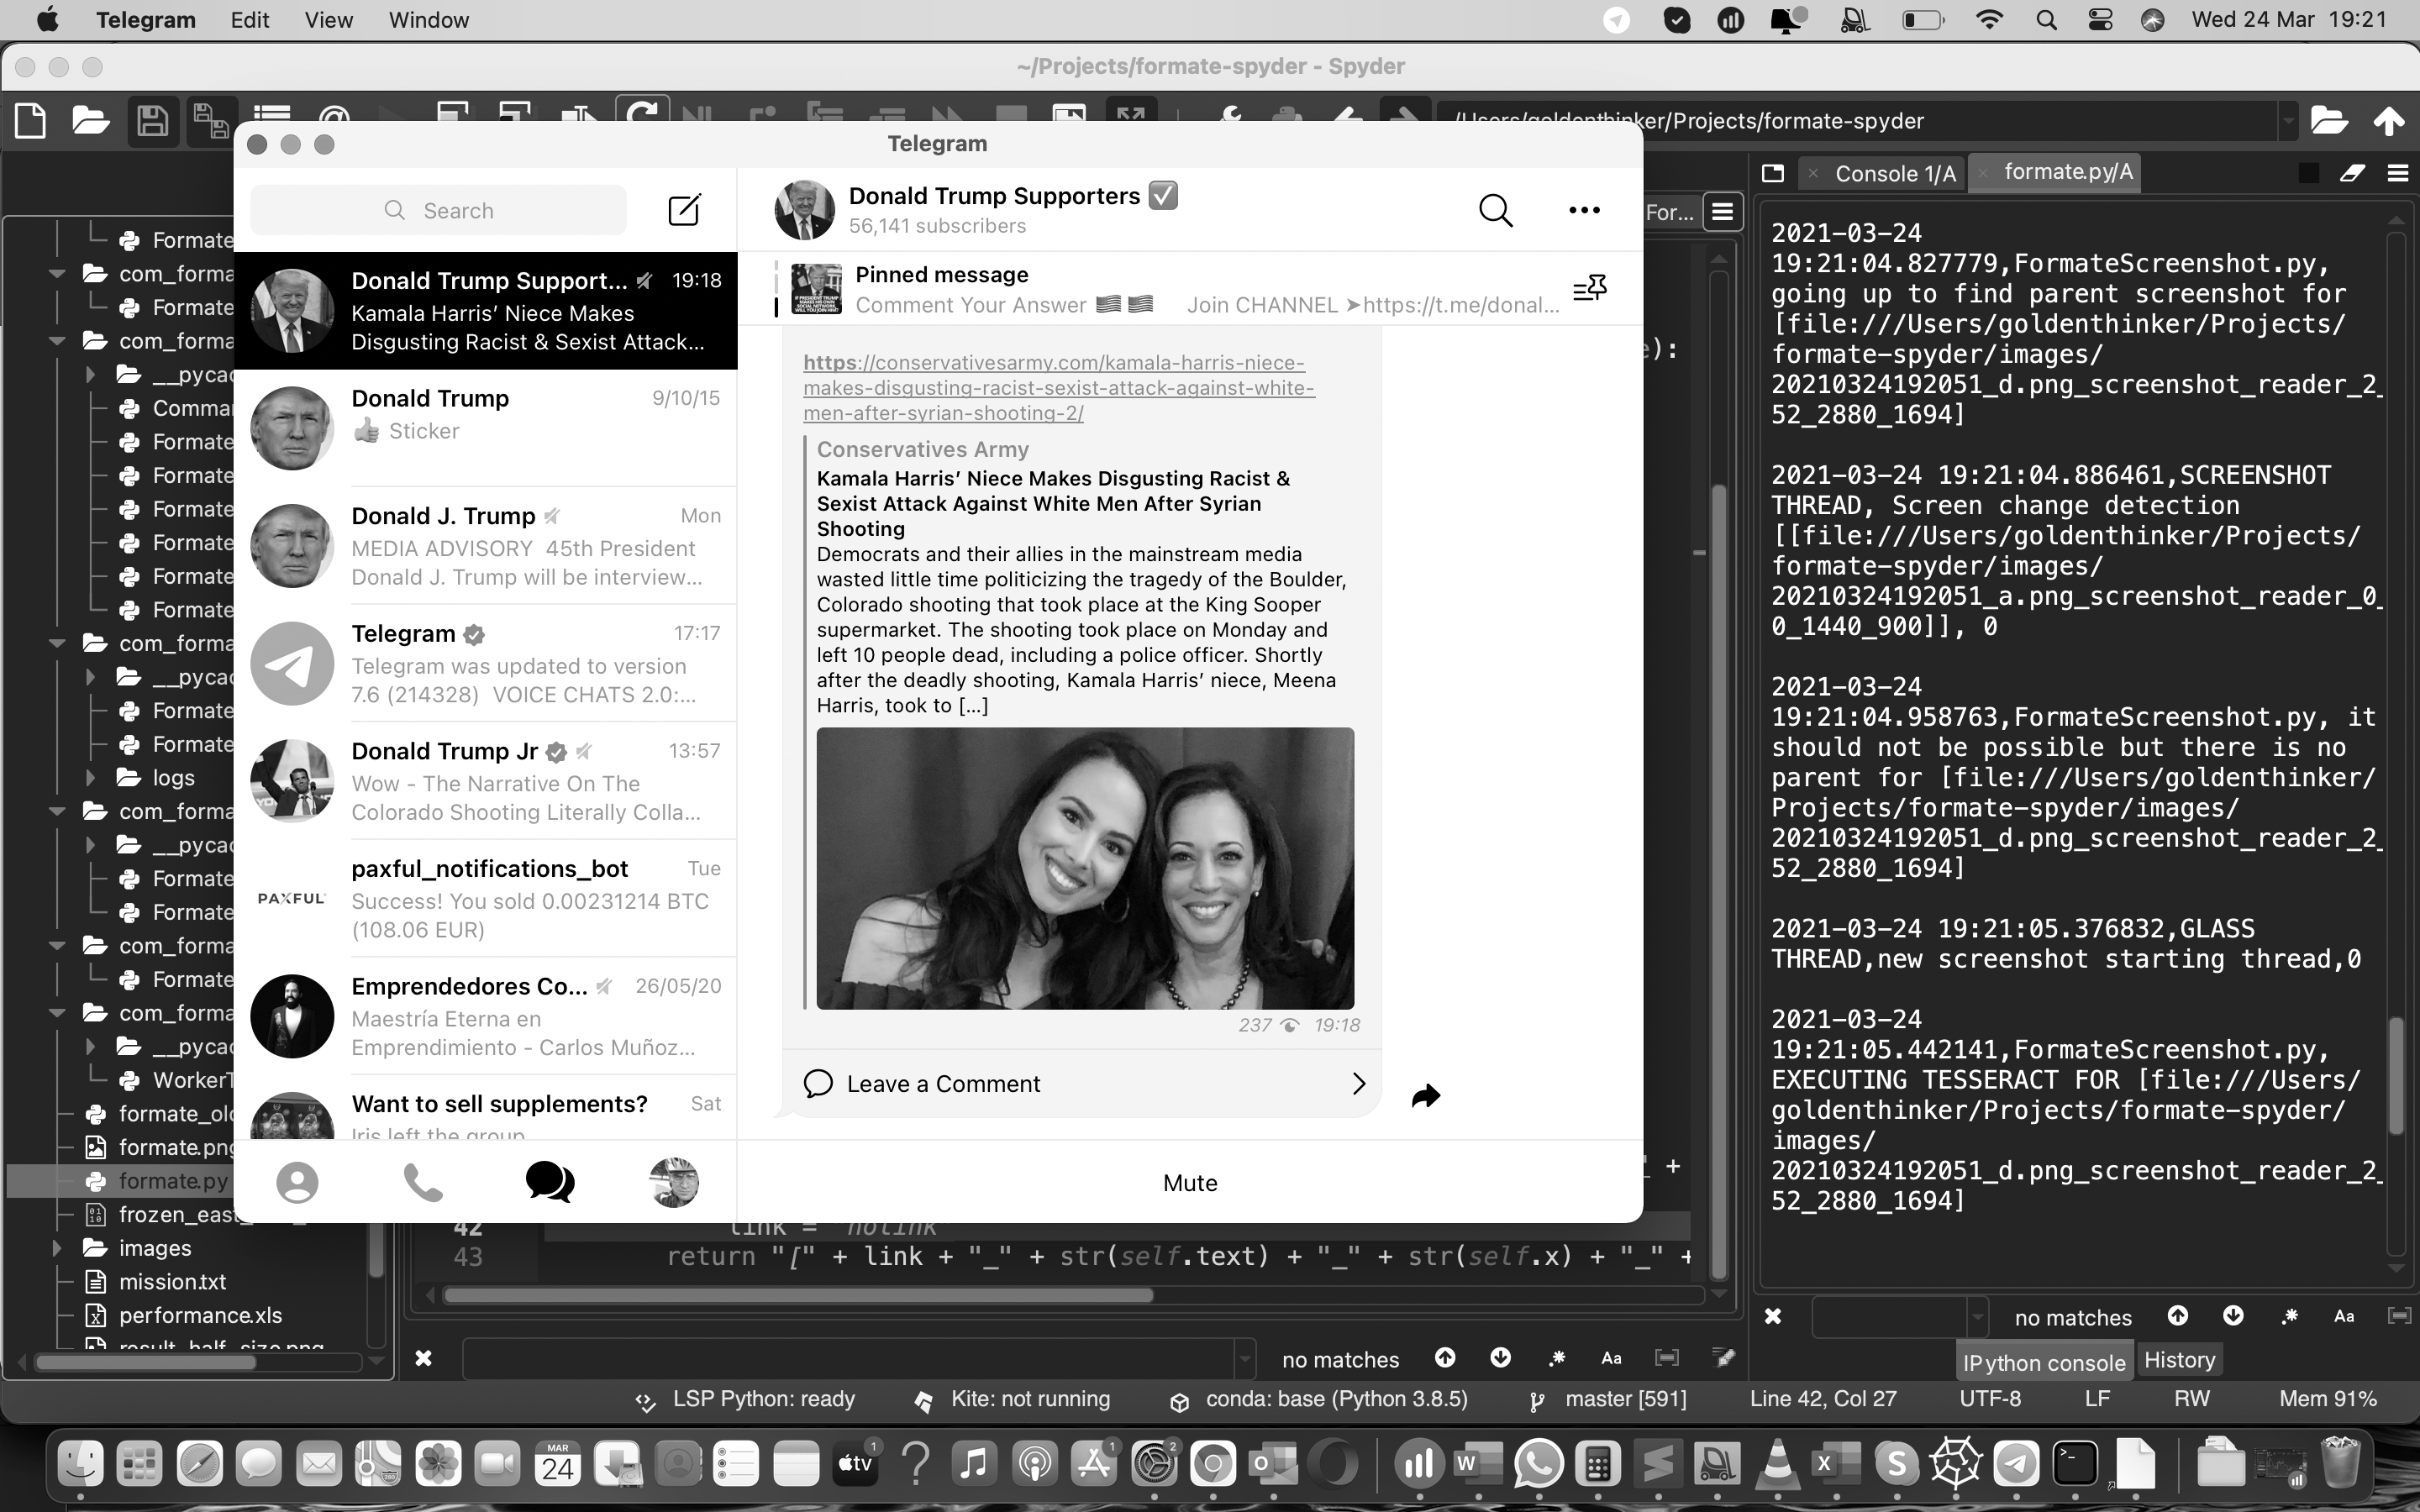 Telegram Edit View Window
Wed 24 Mar 19:21
~/Projects/formate-spyder - Spyder
/Users/goldenthinker/Projects/formate-spyder
Telegram
Search
Donald Trump Support... 19:18
Kamala Harris’ Niece Makes
Disgusting Racist & Sexist Attack...
Donald Trump 9/10/15
👍 Sticker
Donald J. Trump Mon
MEDIA ADVISORY 45th President
Donald J. Trump will be interview...
Telegram 17:17
Telegram was updated to version
7.6 (214328) VOICE CHATS 2.0:...
Donald Trump Jr 13:57
Wow - The Narrative On The
Colorado Shooting Literally Colla...
paxful_notifications_bot Tue
PAXFUL
Success! You sold 0.00231214 BTC
(108.06 EUR)
Emprendedores Co... 26/05/20
Maestría Eterna en
Emprendimiento - Carlos Muñoz...
Want to sell supplements? Sat
Iris left the group
Donald Trump Supporters ☑
56,141 subscribers
Pinned message
Comment Your Answer Join CHANNEL ➤https://t.me/donal...
https://conservativesarmy.com/kamala-harris-niece-
makes-disgusting-racist-sexist-attack-against-white-
men-after-syrian-shooting-2/
Conservatives Army
Kamala Harris’ Niece Makes Disgusting Racist &
Sexist Attack Against White Men After Syrian
Shooting
Democrats and their allies in the mainstream media
wasted little time politicizing the tragedy of the Boulder,
Colorado shooting that took place at the King Sooper
supermarket. The shooting took place on Monday and
left 10 people dead, including a police officer. Shortly
after the deadly shooting, Kamala Harris’ niece, Meena
Harris, took to [...]
237 19:18
Leave a Comment
Mute
Formate
com_forma
Formate
com_forma
__pycac
Comman
Formate
Formate
Formate
Formate
Formate
Formate
com_forma
__pycac
Formate
Formate
logs
com_forma
__pycac
Formate
Formate
com_forma
Formate
com_forma
__pycac
WorkerT
formate_old
formate.png
formate.py
frozen_east_
images
mission.txt
performance.xls
result_half_size.png
For...
e):
_" +
42 link = "nolink"
43 return "[" + link + "_" + str(self.text) + "_" + str(self.x) + "_" +
no matches Aa
Console 1/A
formate.py/A
2021-03-24
19:21:04.827779,FormateScreenshot.py,
going up to find parent screenshot for
[file:///Users/goldenthinker/Projects/
formate-spyder/images/
20210324192051_d.png_screenshot_reader_2_
52_2880_1694]
2021-03-24 19:21:04.886461,SCREENSHOT
THREAD, Screen change detection
[[file:///Users/goldenthinker/Projects/
formate-spyder/images/
20210324192051_a.png_screenshot_reader_0_
0_1440_900]], 0
2021-03-24
19:21:04.958763,FormateScreenshot.py, it
should not be possible but there is no
parent for [file:///Users/goldenthinker/
Projects/formate-spyder/images/
20210324192051_d.png_screenshot_reader_2_
52_2880_1694]
2021-03-24 19:21:05.376832,GLASS
THREAD,new screenshot starting thread,0
2021-03-24
19:21:05.442141,FormateScreenshot.py,
EXECUTING TESSERACT FOR [file:///Users/
goldenthinker/Projects/formate-spyder/
images/
20210324192051_d.png_screenshot_reader_2_
52_2880_1694]
no matches Aa
IPython console History
LSP Python: ready Kite: not running conda: base (Python 3.8.5) master [591] Line 42, Col 27 UTF-8 LF RW Mem 91%
MAR
24
tv
1
1
2